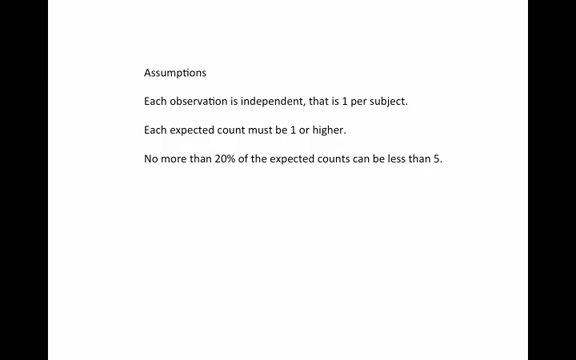 Assumptions
Each observation is independent, that is 1 per subject.
Each expected count must be 1 or higher.
No more than 20% of the expected counts can be less than 5.